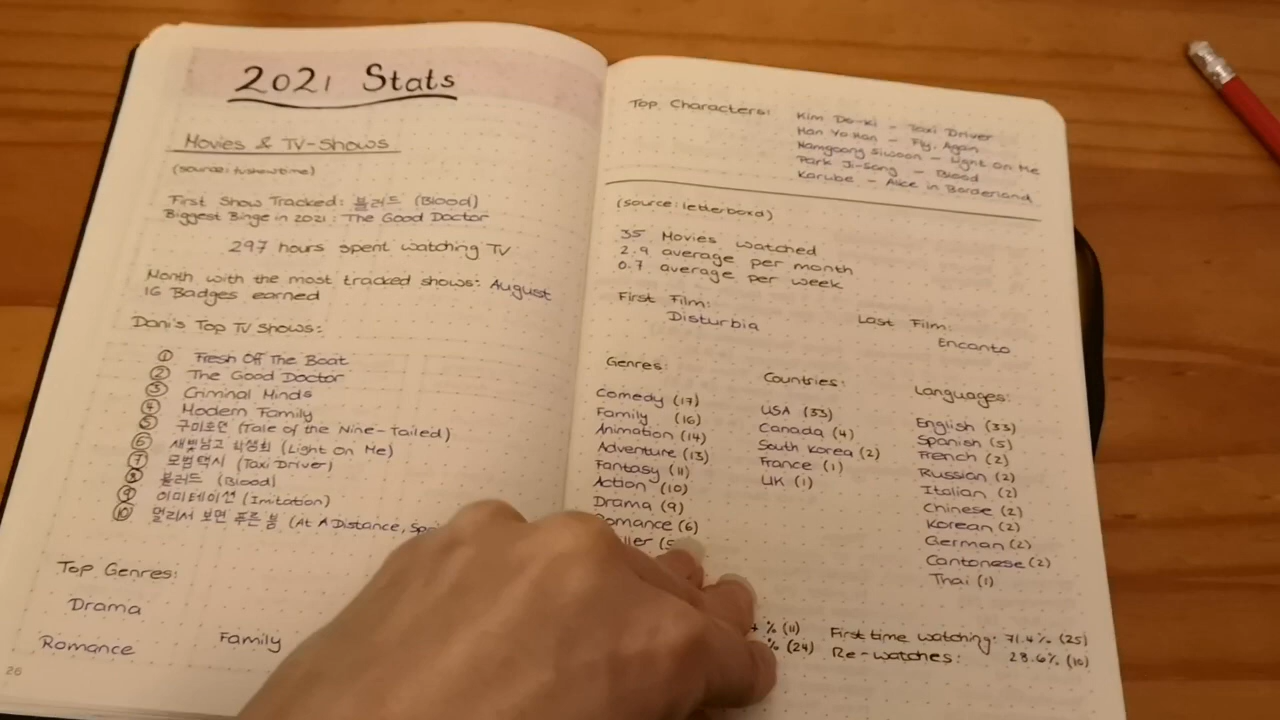 2021 Stats
Movies & TV-Shows
(source: tvshowtime)
First Show Tracked: 블러드 (Blood)
Biggest Binge in 2021: The Good Doctor
297 hours spent watching TV
Month with the most tracked shows: August
16 Badges earned
Dani's Top TV Shows:
① Fresh Off The Boat
② The Good Doctor
③ Criminal Minds
④ Modern Family
⑤ 구미호뎐 (Tale of the Nine-Tailed)
⑥ 새빛남고 학생회 (Light On Me)
⑦ 모범택시 (Taxi Driver)
⑧ 블러드 (Blood)
⑨ 이미테이션 (Imitation)
⑩ 멀리서 보면 푸른 봄 (At A Distance,
Top Genres:
Drama
Romance Family
26
Top Characters: Kim Do-Ki - Taxi Driver
Han Yo-Han - Fly, Again
Namgoong Siwoon - Light On Me
Park Ji-Sang - Blood
Karube - Alice in Borderland
(source: letterboxd)
35 Movies watched
2.9 average per month
0.7 average per week
First Film: Last Film:
Disturbia Encanto
Genres: Countries: Languages:
Comedy (17) USA (33) English (33)
Family (16) Canada (4) Spanish (5)
Animation (14) South Korea (2) French (2)
Adventure (13) France (1) Russian (2)
Fantasy (11) UK (1) Italian (2)
Action (10) Chinese (2)
Drama (9) Korean (2)
Romance (6) German (2)
Cantonese (2)
Thai (1)
% (11) First time watching: 71.4% (25)
% (24) Re-watches: 28.6% (10)